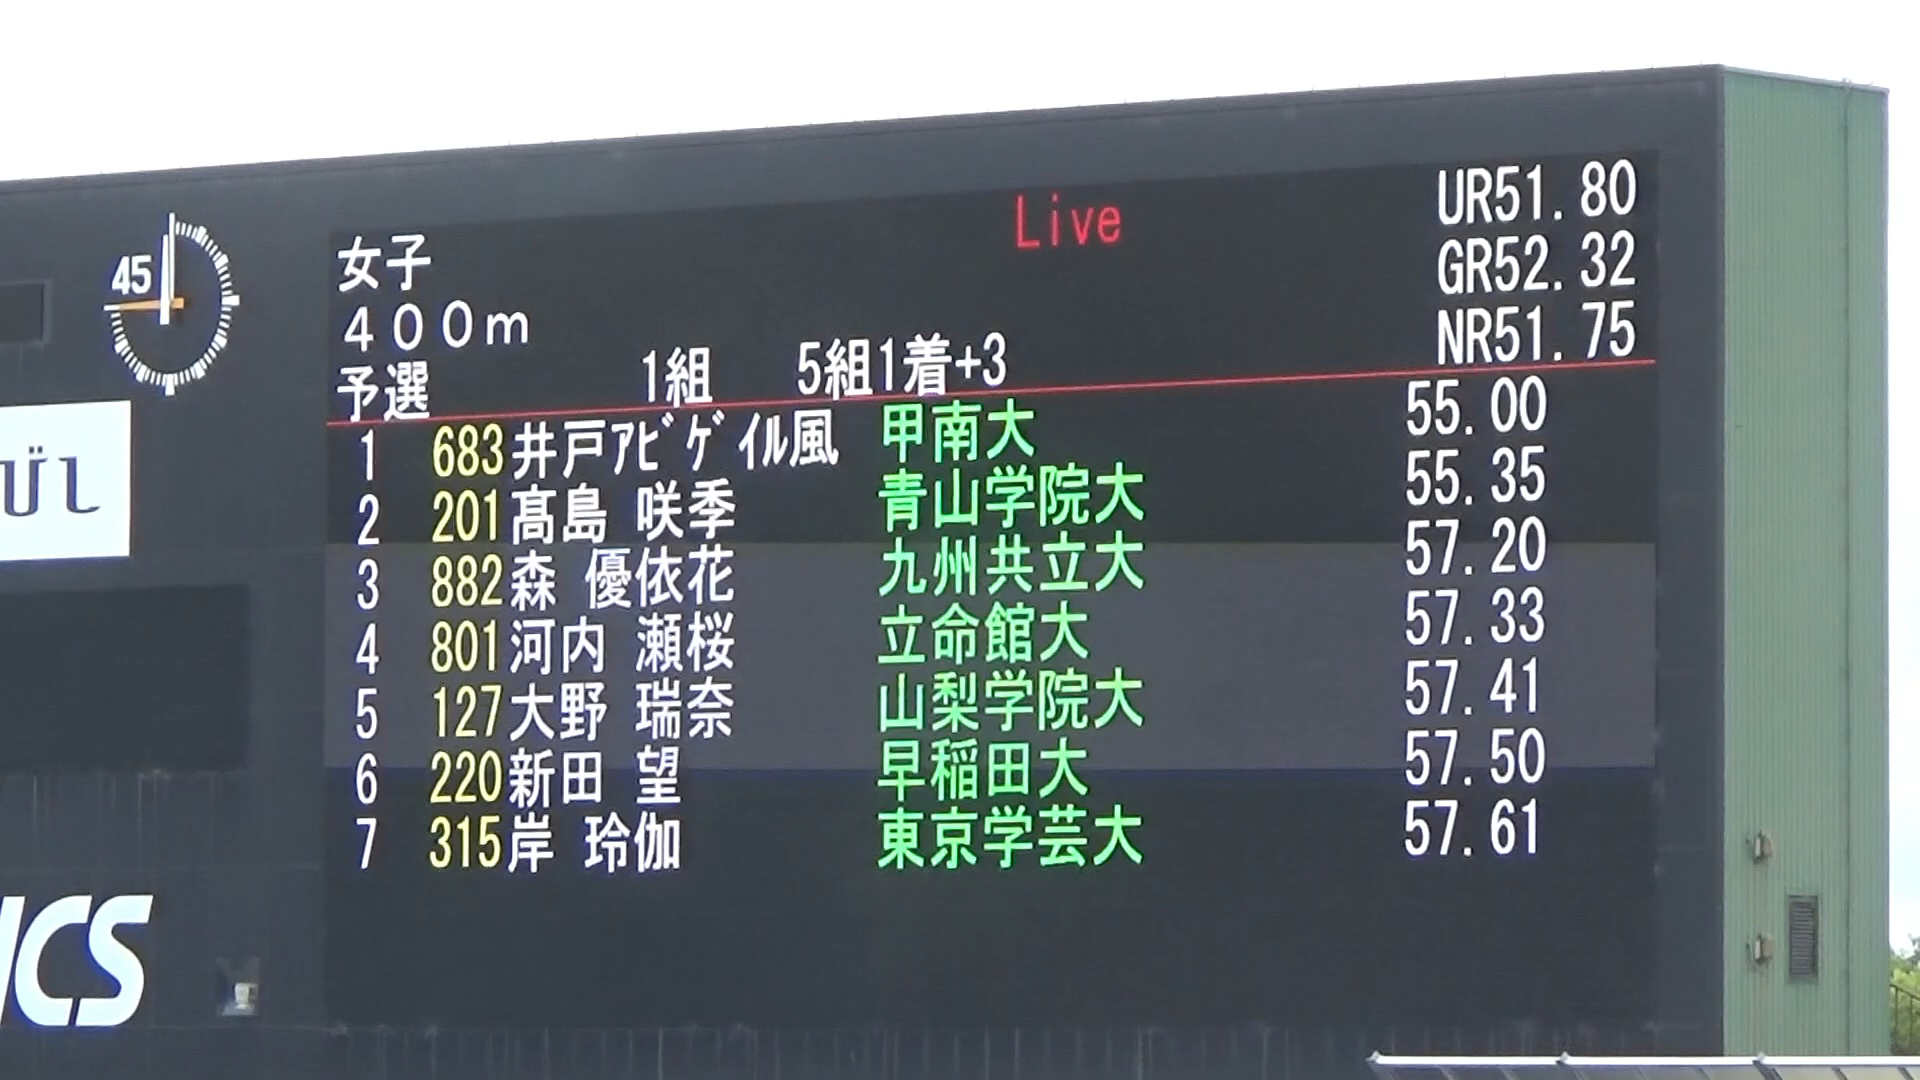 Live
UR51.80
GR52.32
NR51.75
45
女子
400m
予選 1組 5組1着+3
1 683 井戸ｱﾋﾞｹﾞｲﾙ風 甲南大 55.00
2 201 髙島 咲季 青山学院大 55.35
3 882 森 優依花 九州共立大 57.20
4 801 河内 瀬桜 立命館大 57.33
5 127 大野 瑞奈 山梨学院大 57.41
6 220 新田 望 早稲田大 57.50
7 315 岸 玲伽 東京学芸大 57.61
ICS